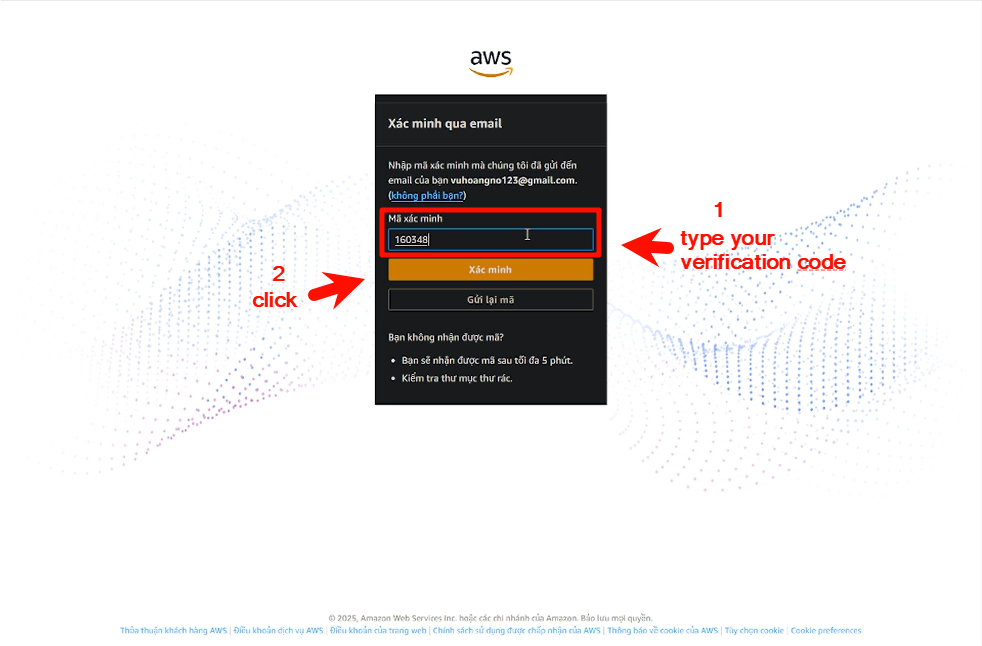 aws
Xác minh qua email
Nhập mã xác minh mà chúng tôi đã gửi đến
email của bạn vuhoangno123@gmail.com.
(không phải bạn?)
Mã xác minh
160348
1
type your
verification code
2
click
Xác minh
Gửi lại mã
Bạn không nhận được mã?
• Bạn sẽ nhận được mã sau tối đa 5 phút.
• Kiểm tra thư mục thư rác.
© 2025, Amazon Web Services Inc. hoặc các chi nhánh của Amazon. Bảo lưu mọi quyền.
Thỏa thuận khách hàng AWS | Điều khoản dịch vụ AWS | Điều khoản của trang web | Chính sách sử dụng được chấp nhận của AWS | Thông báo về cookie của AWS | Tùy chọn cookie | Cookie preferences